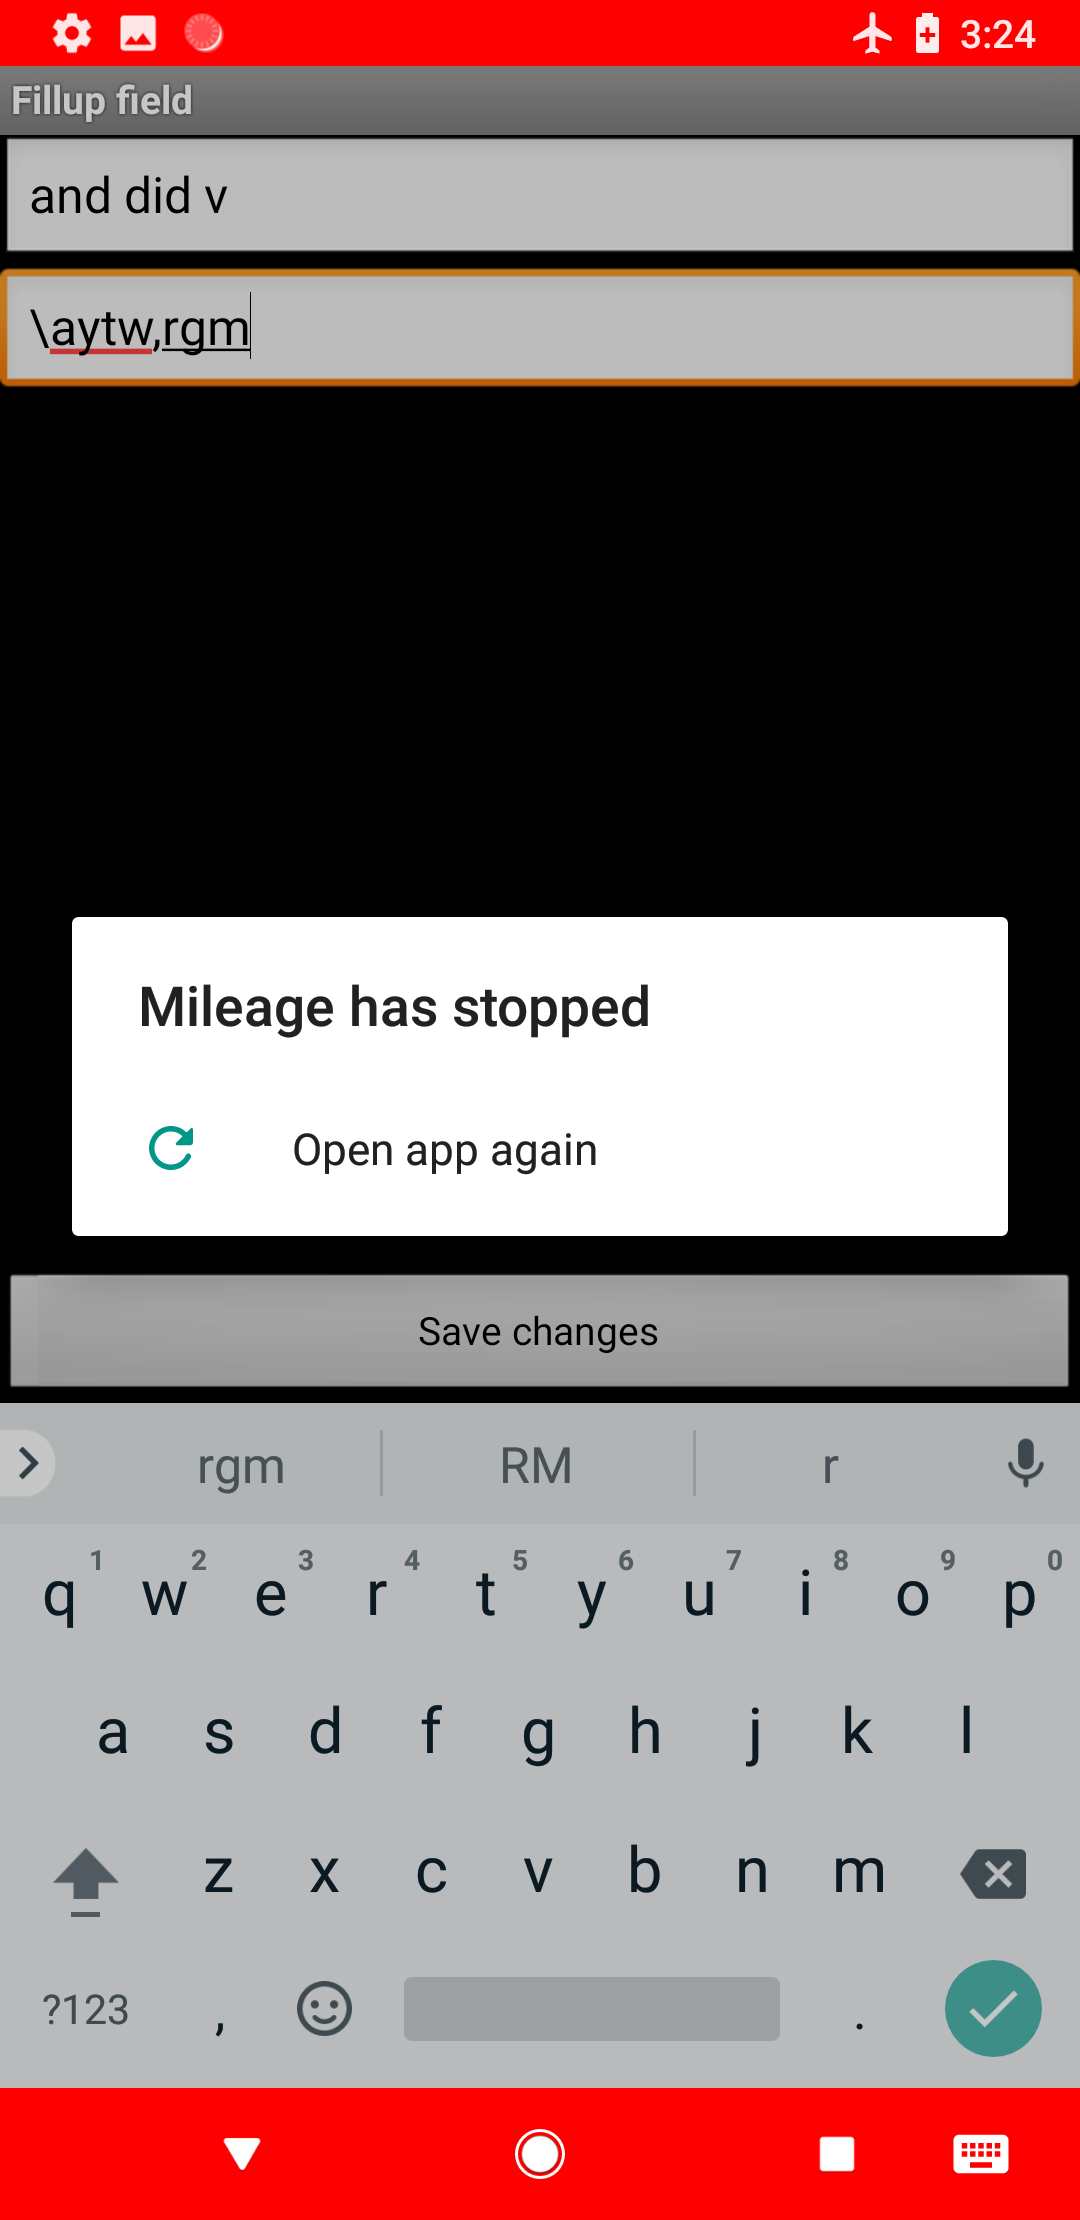 3:24
Fillup field
and did v
\aytw,rgm
Mileage has stopped
Open app again
Save changes
rgm RM r
1 2 3 4 5 6 7 8 9 0
q w e r t y u i o p
a s d f g h j k l
z x c v b n m
?123 , .